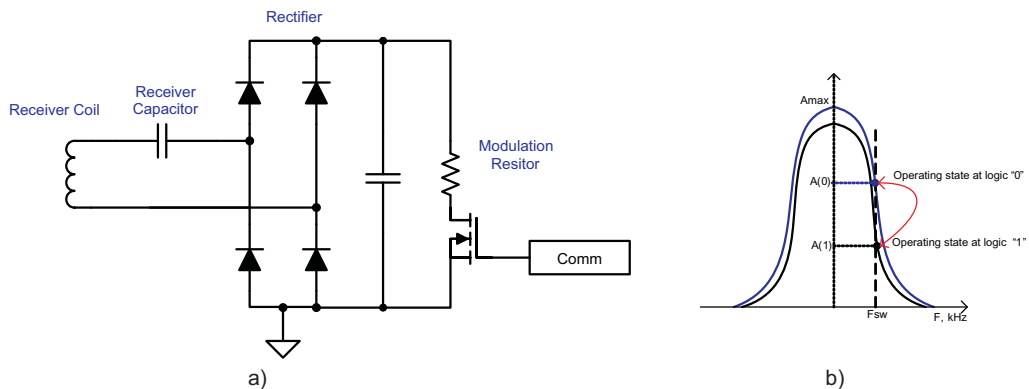 Rectifier
Receiver
Capacitor
Receiver Coil
Modulation
Resitor
Comm
a)
Amax
A(0)
Operating state at logic “0”
A(1)
Operating state at logic “1”
Fsw
F, kHz
b)